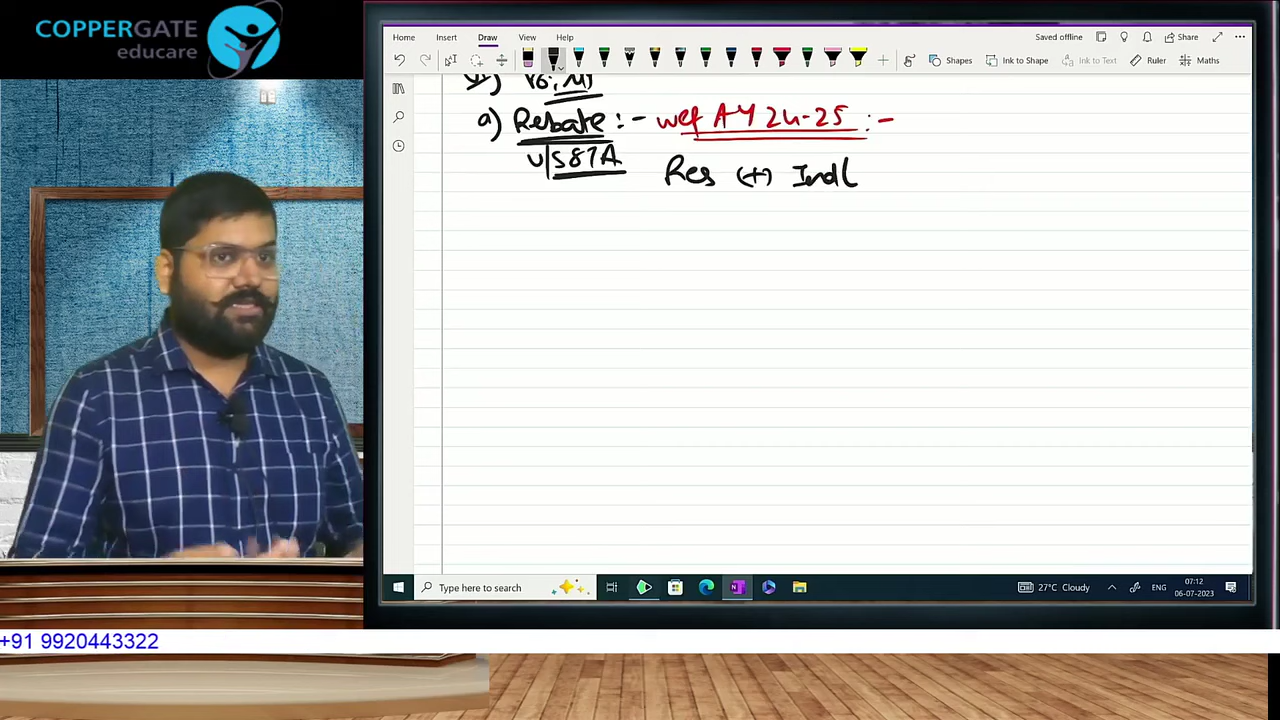 COPPERGATE
educare
Home Insert Draw View Help
Saved offline
Share
Shapes Ink to Shape Ink to Text Ruler Maths
a) Rebate :- wef AY 24-25 :-
u/s 87A
Res (+) Indl
Type here to search
27°C Cloudy ENG 07:12
06-07-2023
+91 9920443322